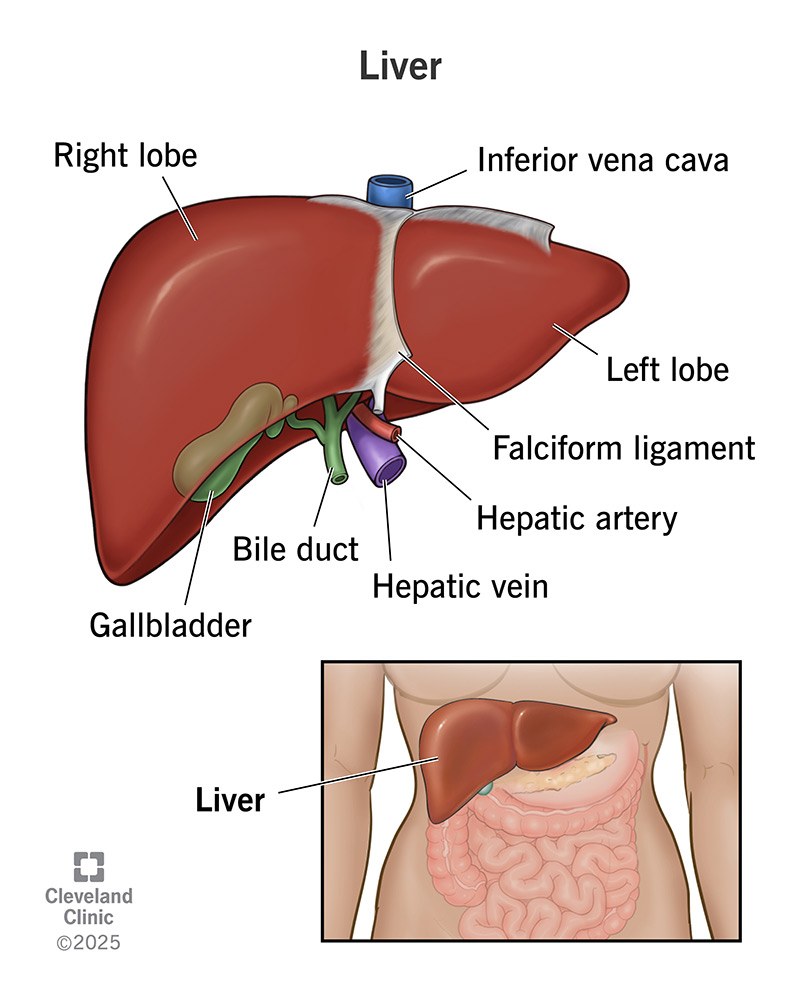 Liver
Right lobe
Inferior vena cava
Left lobe
Falciform ligament
Hepatic artery
Bile duct
Hepatic vein
Gallbladder
Liver
Cleveland
Clinic
©2025